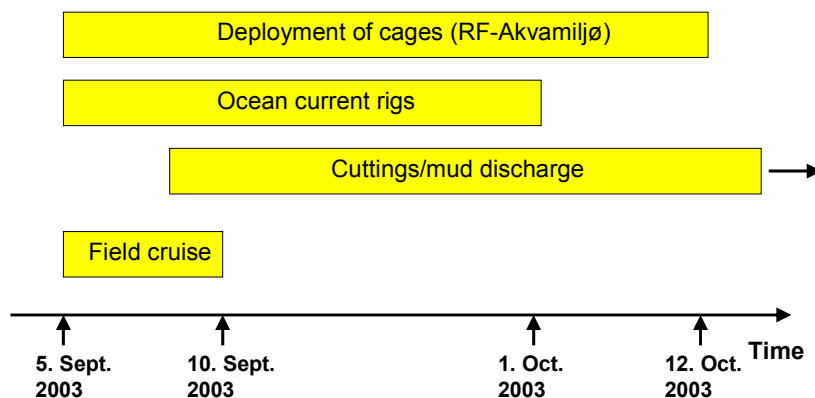 Deployment of cages (RF-Akvamiljø)
Ocean current rigs
Cuttings/mud discharge
Field cruise
Time
5. Sept.
2003
10. Sept.
2003
1. Oct.
2003
12. Oct.
2003